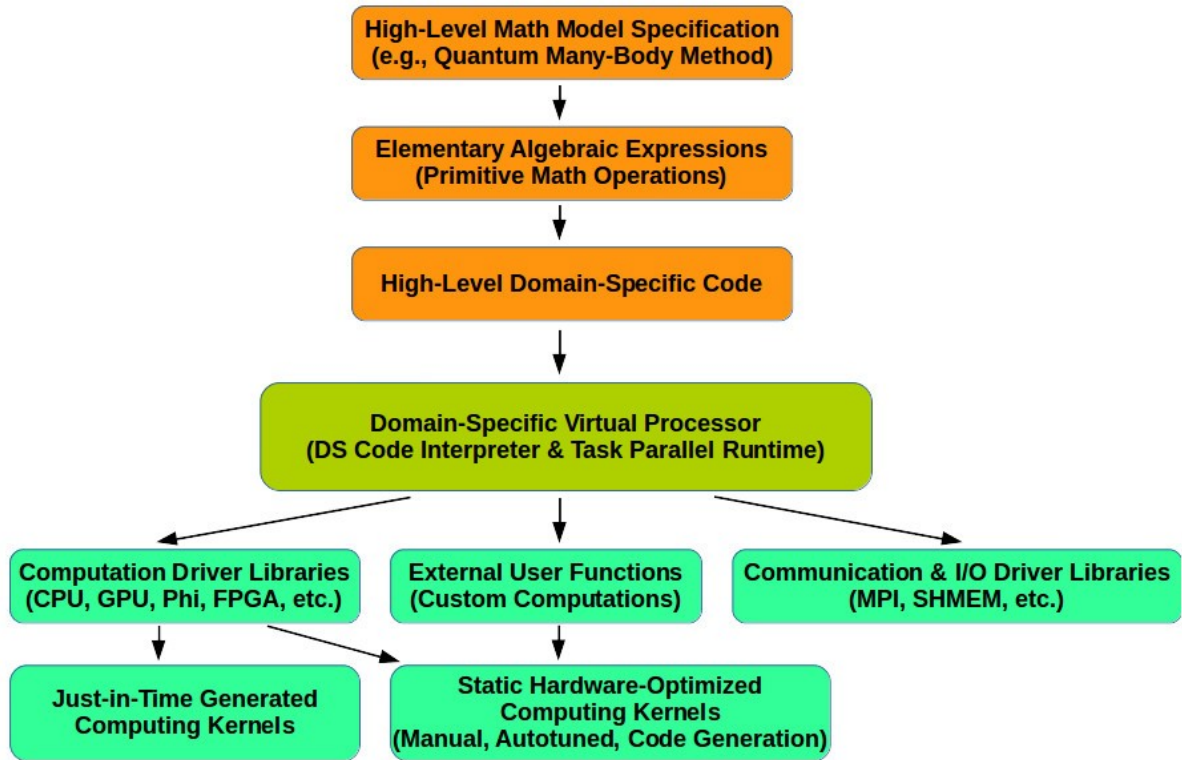 High-Level Math Model Specification
(e.g., Quantum Many-Body Method)
Elementary Algebraic Expressions
(Primitive Math Operations)
High-Level Domain-Specific Code
Domain-Specific Virtual Processor
(DS Code Interpreter & Task Parallel Runtime)
Computation Driver Libraries
(CPU, GPU, Phi, FPGA, etc.)
External User Functions
(Custom Computations)
Communication & I/O Driver Libraries
(MPI, SHMEM, etc.)
Just-in-Time Generated
Computing Kernels
Static Hardware-Optimized
Computing Kernels
(Manual, Autotuned, Code Generation)